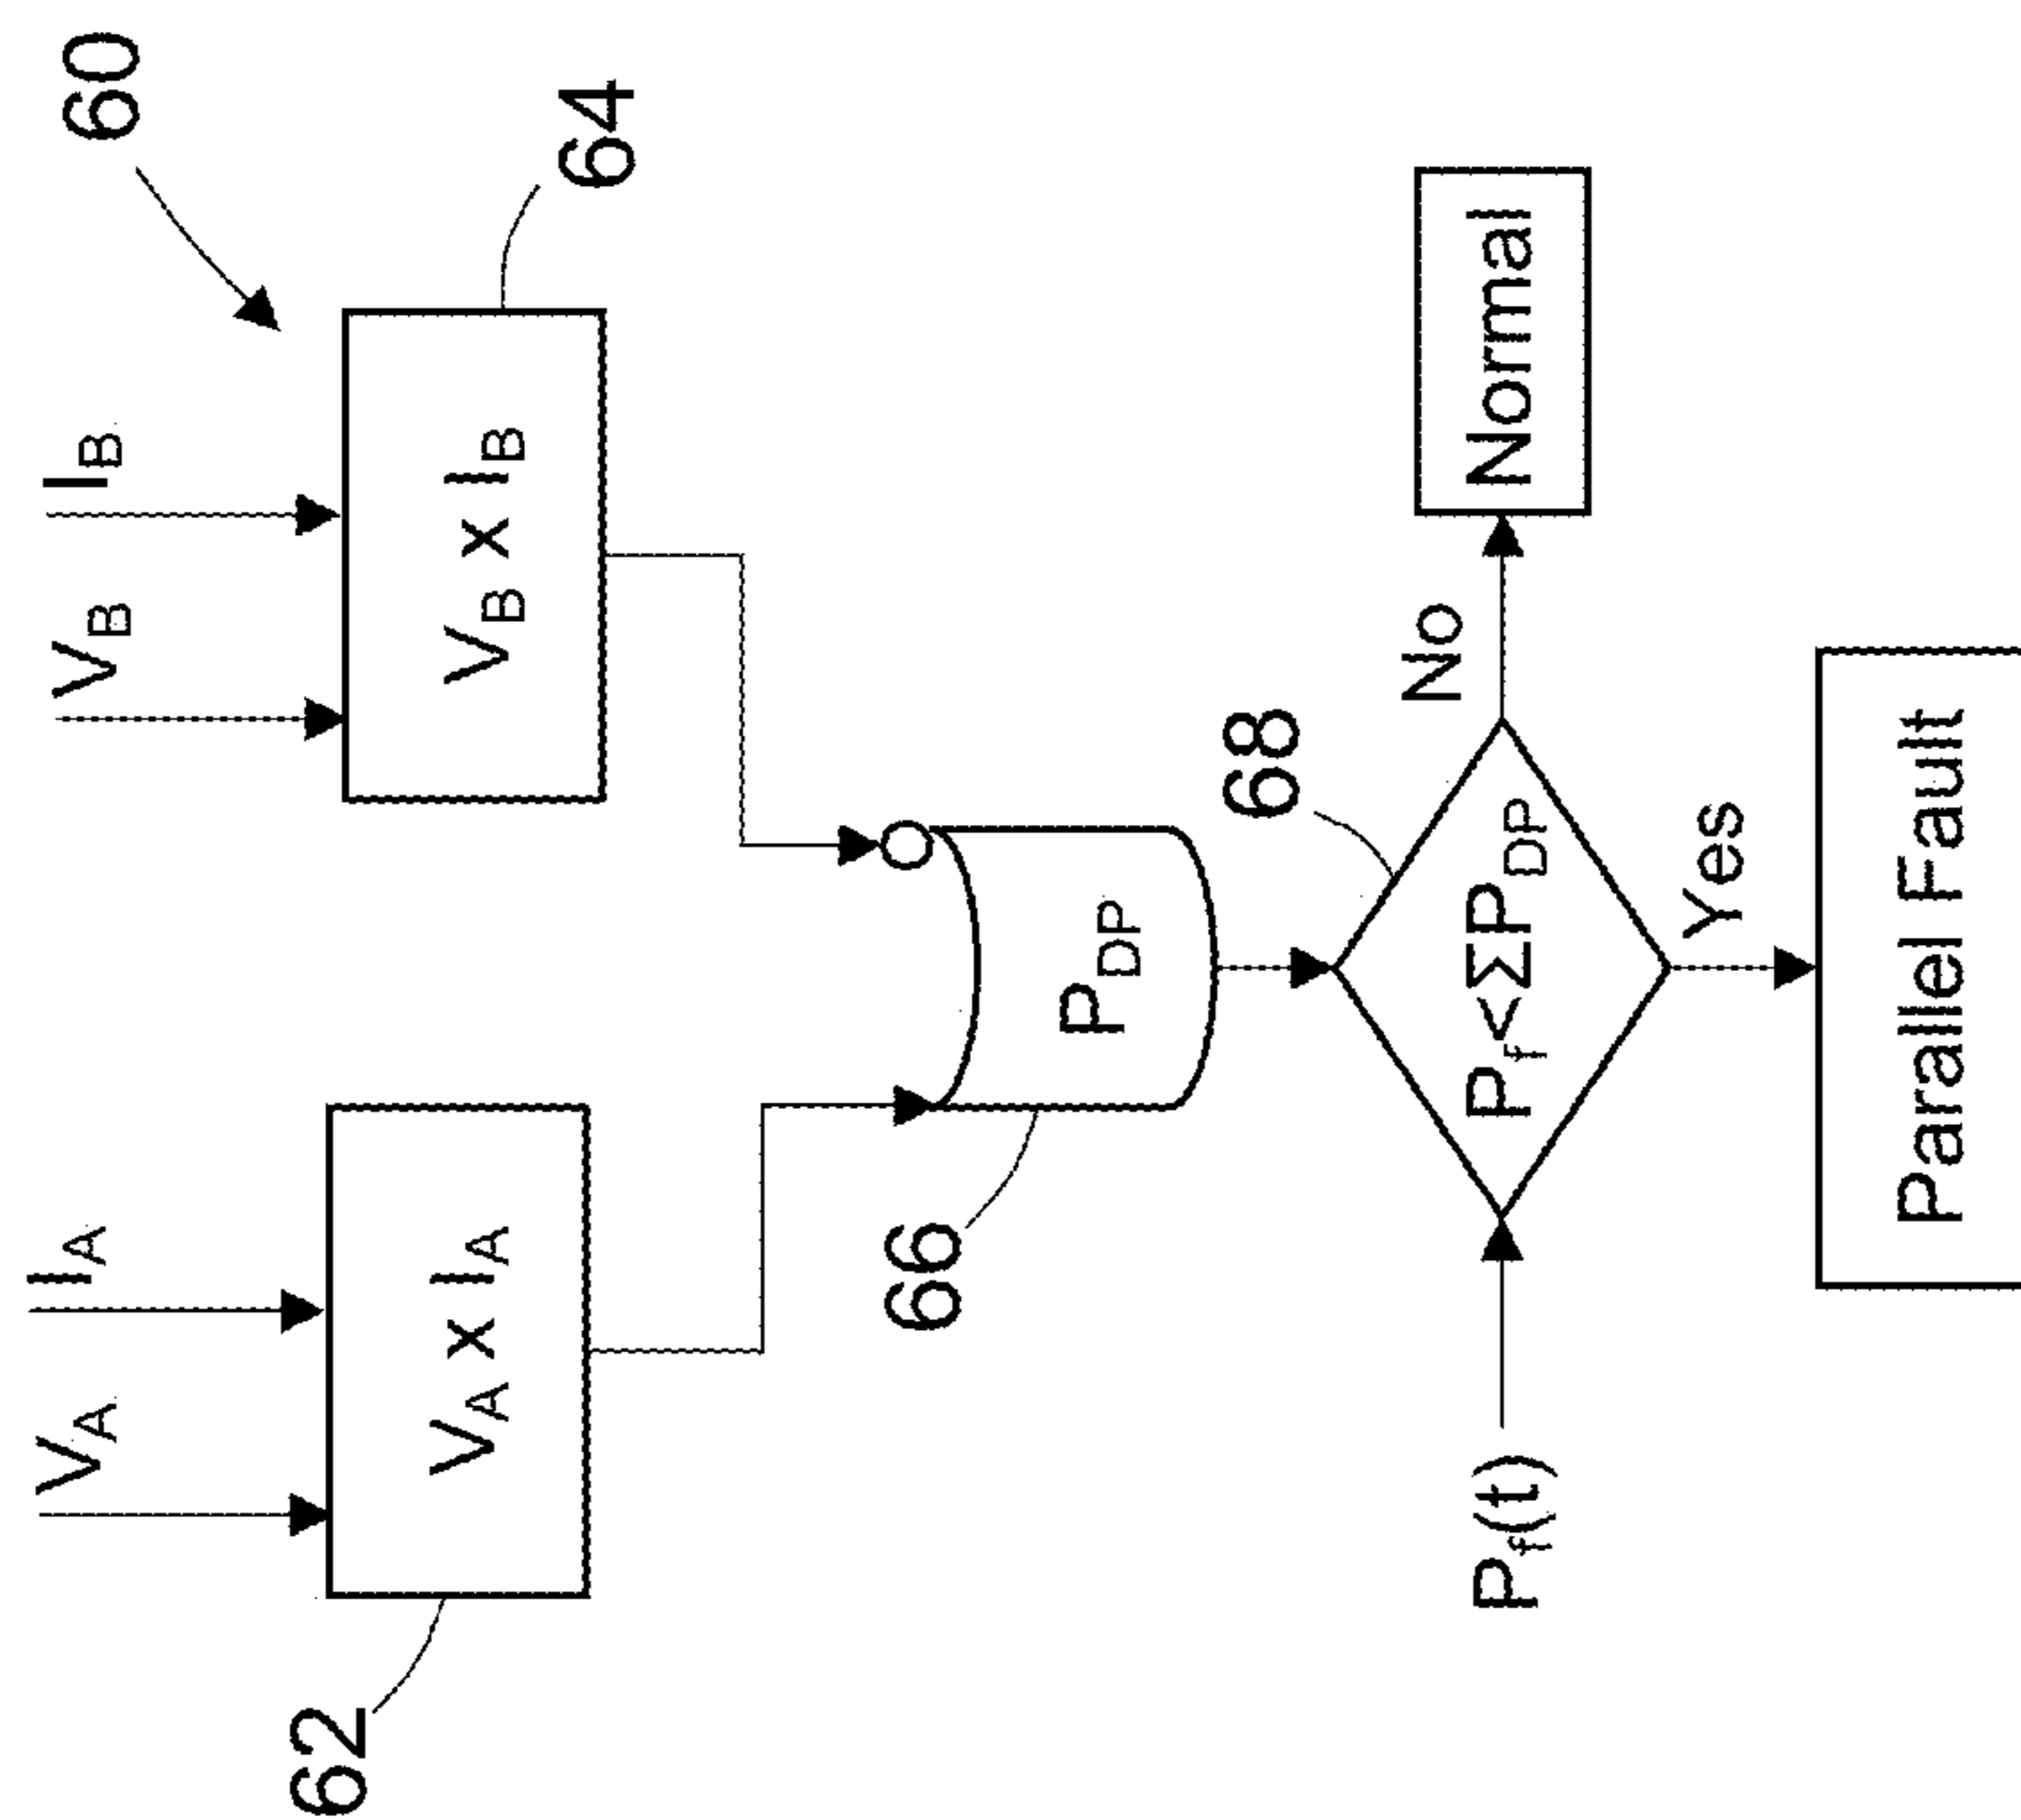 60
V_A
I_A
V_B
I_B
62
V_A x I_A
64
V_B x I_B
66
P_DP
68
P_f(t)
P_f<ΣP_DP
No
Normal
Yes
Parallel Fault